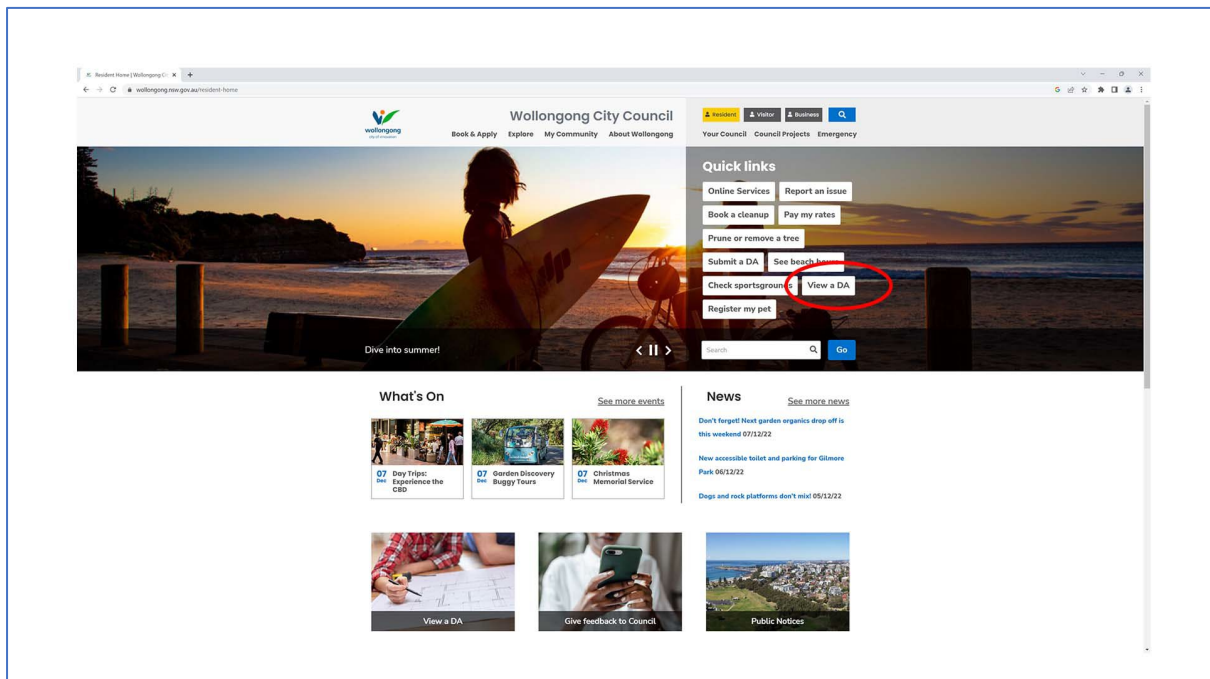 Resident Home | Wollongong Ci
wollongong.nsw.gov.au/resident-home
wollongong
Wollongong City Council
Resident Visitor Business
Book & Apply Explore My Community About Wollongong
Your Council Council Projects Emergency
Quick links
Online Services Report an issue
Book a cleanup Pay my rates
Prune or remove a tree
Submit a DA See beach hours
Check sportsgrounds View a DA
Register my pet
Dive into summer!
Search Go
What's On
See more events
07 Dec
Day Trips:
Experience the
CBD
07 Dec
Garden Discovery
Buggy Tours
07 Dec
Christmas
Memorial Service
News
See more news
Don't forget! Next garden organics drop off is
this weekend 07/12/22
New accessible toilet and parking for Gilmore
Park 06/12/22
Dogs and rock platforms don't mix! 05/12/22
View a DA
Give feedback to Council
Public Notices